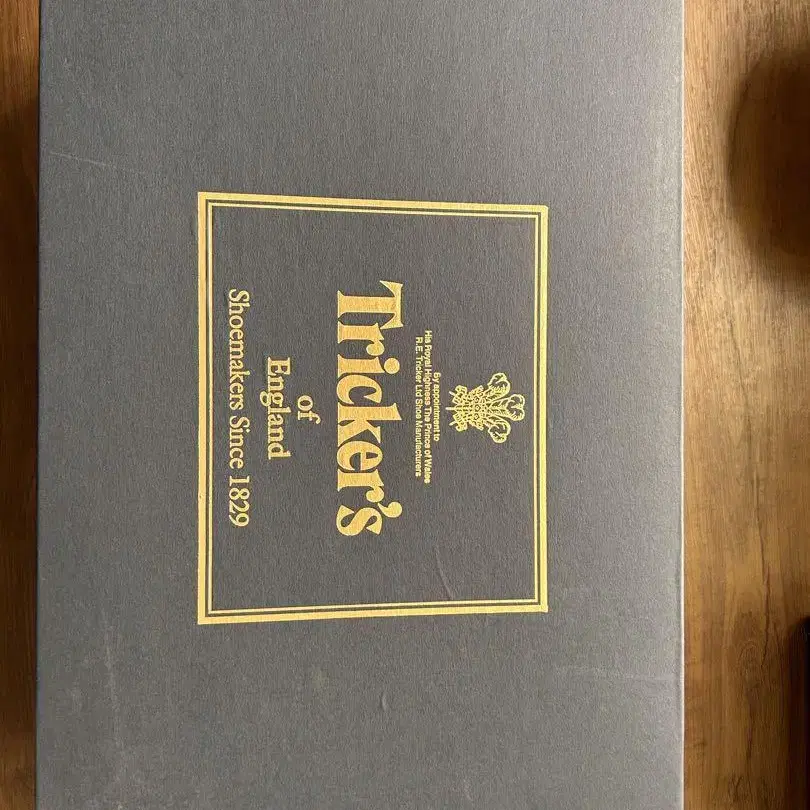 By appointment to
His Royal Highness The Prince of Wales
R.E. Tricker Ltd Shoe Manufacturers
Tricker's
of
England
Shoemakers Since 1829